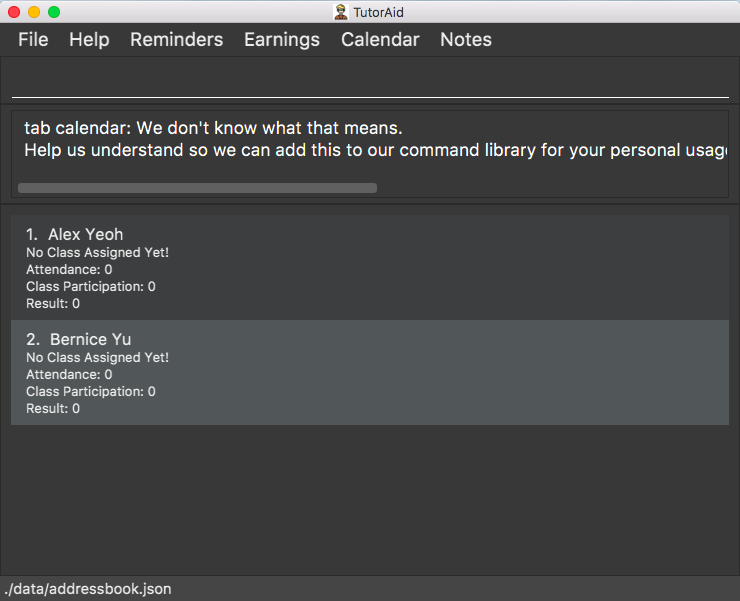 TutorAid
File Help Reminders Earnings Calendar Notes
tab calendar: We don't know what that means.
Help us understand so we can add this to our command library for your personal
1. Alex Yeoh
No Class Assigned Yet!
Attendance: 0
Class Participation: 0
Result: 0
2. Bernice Yu
No Class Assigned Yet!
Attendance: 0
Class Participation: 0
Result: 0
./data/addressbook.json